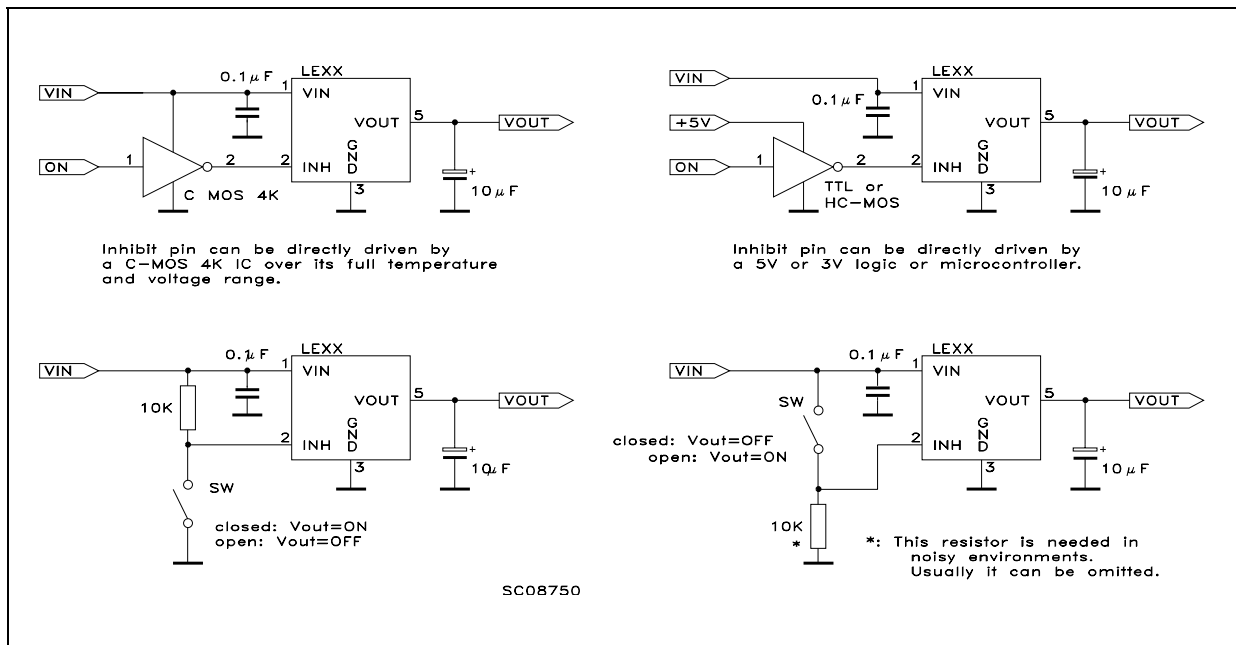 LEXX
0.1μF
VIN
1
VIN
5
VOUT
VOUT
ON
1
2
2
INH
GND
3
+
10μF
C MOS 4K
Inhibit pin can be directly driven by
a C-MOS 4K IC over its full temperature
and voltage range.
LEXX
VIN
0.1μF
1
VIN
+5V
5
VOUT
VOUT
ON
1
2
2
INH
GND
3
+
10μF
TTL or
HC-MOS
Inhibit pin can be directly driven by
a 5V or 3V logic or microcontroller.
LEXX
0.1μF
VIN
1
VIN
10K
5
VOUT
VOUT
2
INH
GND
3
+
10μF
SW
closed: Vout=ON
open: Vout=OFF
LEXX
0.1μF
VIN
1
VIN
SW
5
VOUT
VOUT
closed: Vout=OFF
open: Vout=ON
2
INH
GND
3
+
10μF
10K
*
*: This resistor is needed in
noisy environments.
Usually it can be omitted.
SC08750